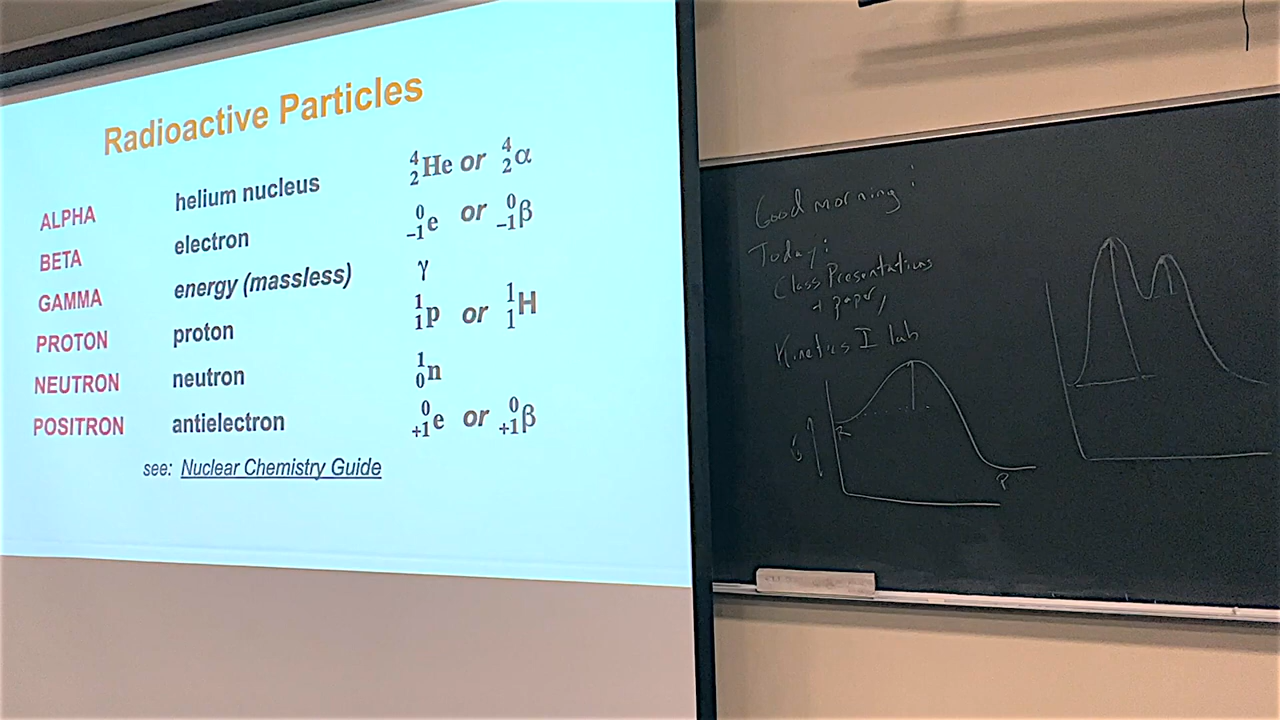 Radioactive Particles
ALPHA helium nucleus ⁴₂He or ⁴₂α
BETA electron ⁰₋₁e or ⁰₋₁β
GAMMA energy (massless) γ
PROTON proton ¹₁p or ¹₁H
NEUTRON neutron ¹₀n
POSITRON antielectron ⁰₊₁e or ⁰₊₁β
see: Nuclear Chemistry Guide
Good morning!
Today:
Class Presentations
+ paper,
Kinetics I lab
R
P